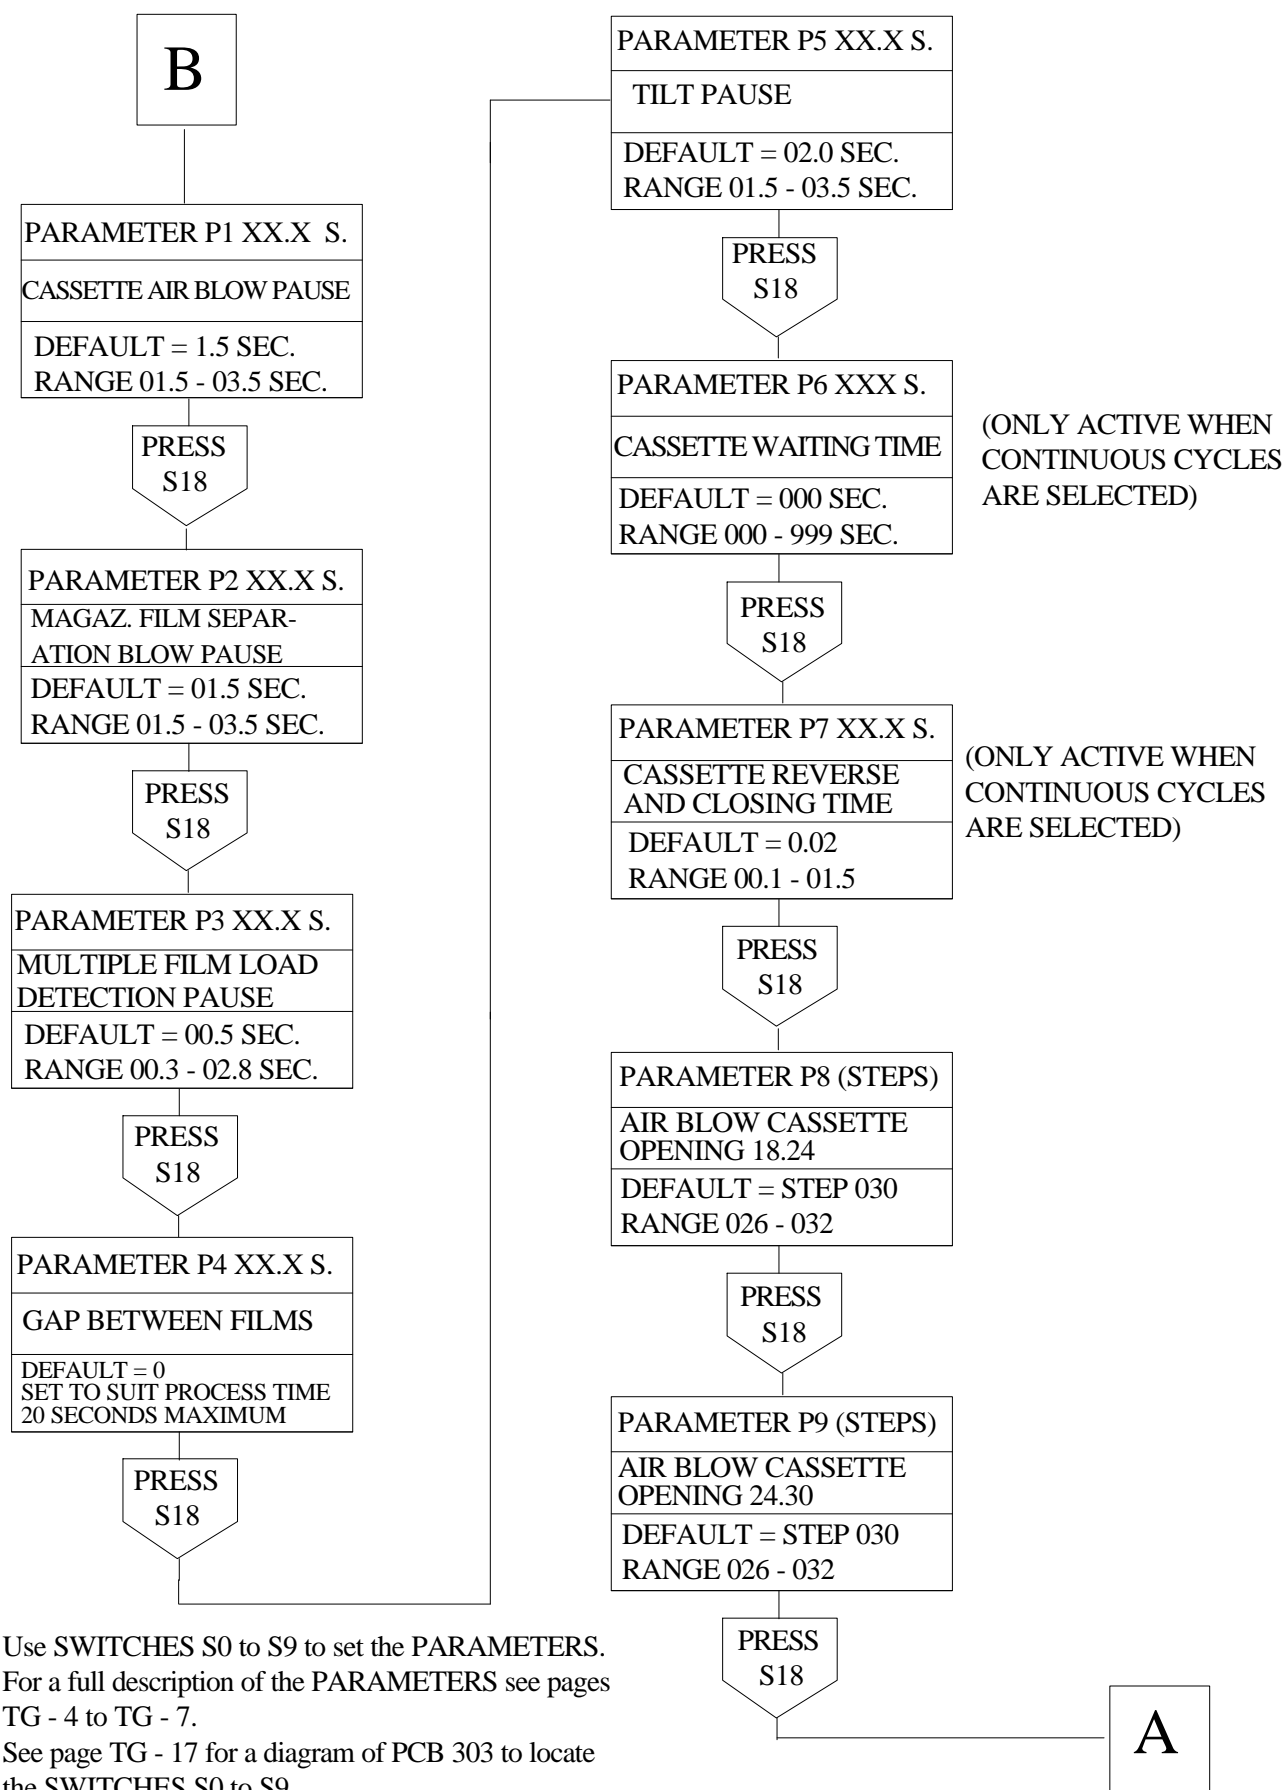 B
PARAMETER P1 XX.X S.
CASSETTE AIR BLOW PAUSE
DEFAULT = 1.5 SEC.
RANGE 01.5 - 03.5 SEC.
PRESS
S18
PARAMETER P2 XX.X S.
MAGAZ. FILM SEPAR-
ATION BLOW PAUSE
DEFAULT = 01.5 SEC.
RANGE 01.5 - 03.5 SEC.
PRESS
S18
PARAMETER P3 XX.X S.
MULTIPLE FILM LOAD
DETECTION PAUSE
DEFAULT = 00.5 SEC.
RANGE 00.3 - 02.8 SEC.
PRESS
S18
PARAMETER P4 XX.X S.
GAP BETWEEN FILMS
DEFAULT = 0
SET TO SUIT PROCESS TIME
20 SECONDS MAXIMUM
PRESS
S18
PARAMETER P5 XX.X S.
TILT PAUSE
DEFAULT = 02.0 SEC.
RANGE 01.5 - 03.5 SEC.
PRESS
S18
PARAMETER P6 XXX S.
CASSETTE WAITING TIME
DEFAULT = 000 SEC.
RANGE 000 - 999 SEC.
(ONLY ACTIVE WHEN
CONTINUOUS CYCLES
ARE SELECTED)
PRESS
S18
PARAMETER P7 XX.X S.
CASSETTE REVERSE
AND CLOSING TIME
DEFAULT = 0.02
RANGE 00.1 - 01.5
(ONLY ACTIVE WHEN
CONTINUOUS CYCLES
ARE SELECTED)
PRESS
S18
PARAMETER P8 (STEPS)
AIR BLOW CASSETTE
OPENING 18.24
DEFAULT = STEP 030
RANGE 026 - 032
PRESS
S18
PARAMETER P9 (STEPS)
AIR BLOW CASSETTE
OPENING 24.30
DEFAULT = STEP 030
RANGE 026 - 032
PRESS
S18
A
Use SWITCHES S0 to S9 to set the PARAMETERS.
For a full description of the PARAMETERS see pages
TG - 4 to TG - 7.
See page TG - 17 for a diagram of PCB 303 to locate
the SWITCHES S0 to S9